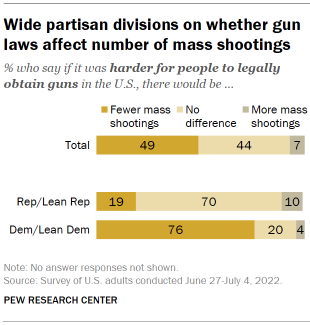 Wide partisan divisions on whether gun
laws affect number of mass shootings
% who say if it was harder for people to legally
obtain guns in the U.S., there would be ...
Fewer mass shootings No difference More mass shootings
Total 49 44 7
Rep/Lean Rep 19 70 10
Dem/Lean Dem 76 20 4
Note: No answer responses not shown.
Source: Survey of U.S. adults conducted June 27-July 4, 2022.
PEW RESEARCH CENTER